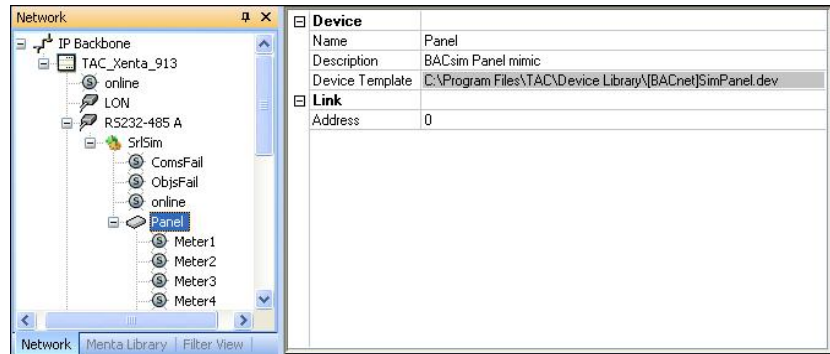 Network
IP Backbone
TAC_Xenta_913
online
LON
RS232-485 A
SrlSim
ComsFail
ObjsFail
online
Panel
Meter1
Meter2
Meter3
Meter4
Network Menta Library Filter View
Device
Name Panel
Description BACsim Panel mimic
Device Template C:\Program Files\TAC\Device Library\[BACnet]SimPanel.dev
Link
Address 0